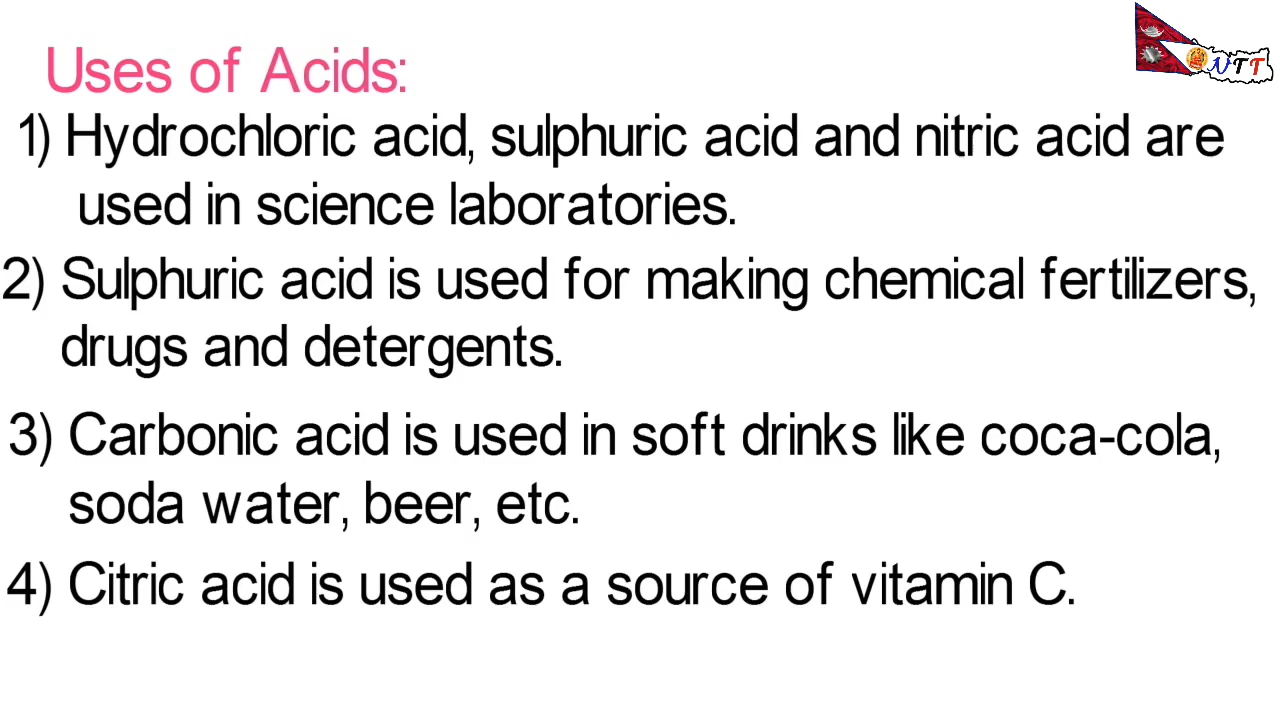 NTT
Uses of Acids:
1) Hydrochloric acid, sulphuric acid and nitric acid are
used in science laboratories.
2) Sulphuric acid is used for making chemical fertilizers,
drugs and detergents.
3) Carbonic acid is used in soft drinks like coca-cola,
soda water, beer, etc.
4) Citric acid is used as a source of vitamin C.